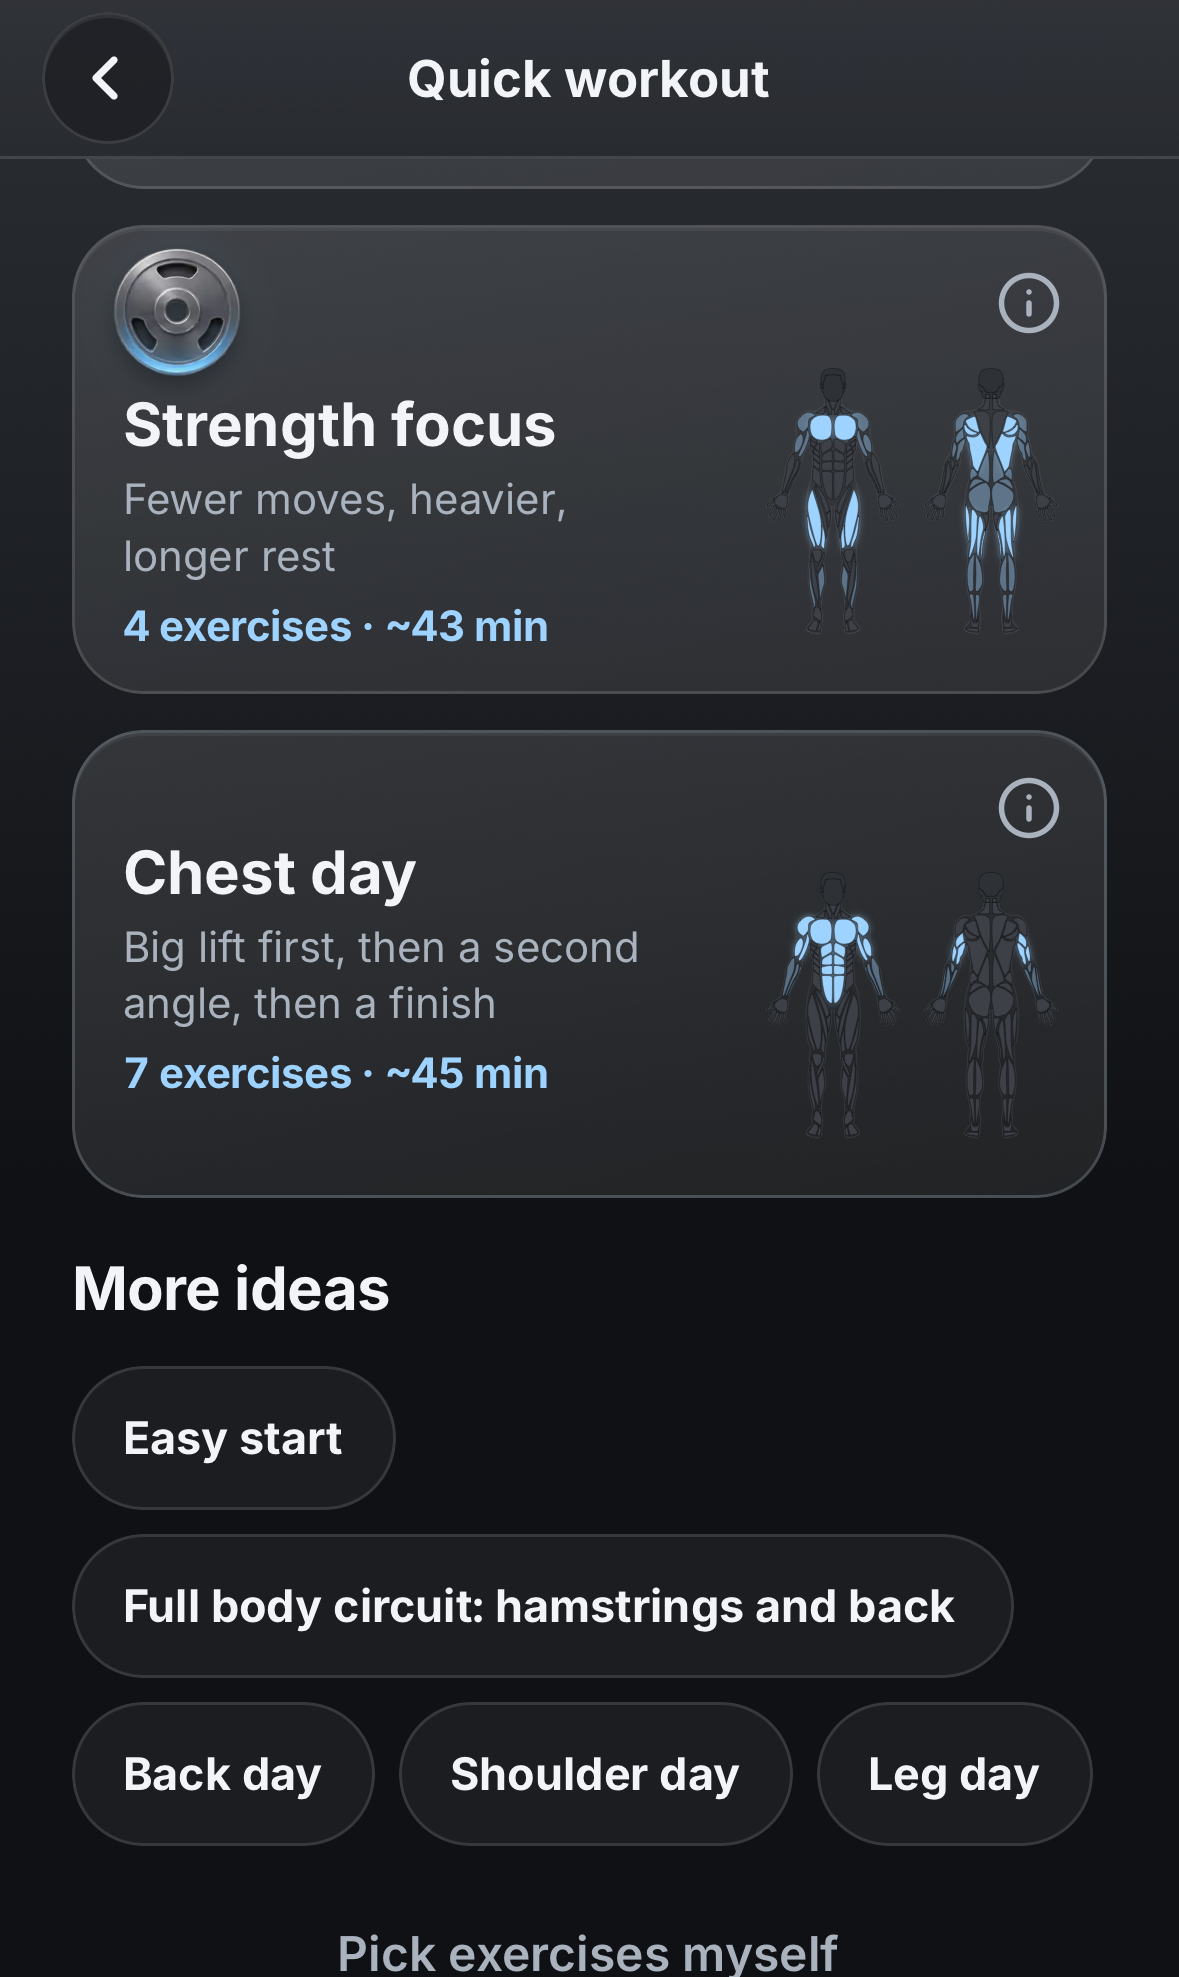 Quick workout
Strength focus
Fewer moves, heavier,
longer rest
4 exercises · ~43 min
Chest day
Big lift first, then a second
angle, then a finish
7 exercises · ~45 min
More ideas
Easy start
Full body circuit: hamstrings and back
Back day
Shoulder day
Leg day
Pick exercises myself